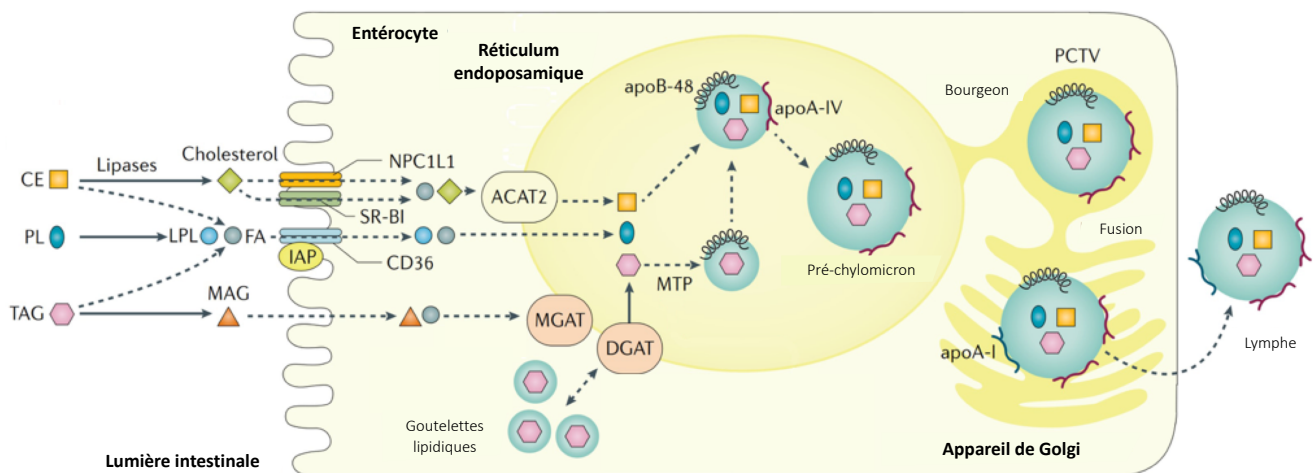 Entérocyte
Réticulum
endoposamique
PCTV
Bourgeon
apoB-48
apoA-IV
Lipases
Cholesterol
NPC1L1
CE
ACAT2
SR-BI
PL
LPL
FA
CD36
IAP
Fusion
Pré-chylomicron
MTP
TAG
MAG
MGAT
DGAT
apoA-I
Lymphe
Goutelettes
lipidiques
Lumière intestinale
Appareil de Golgi